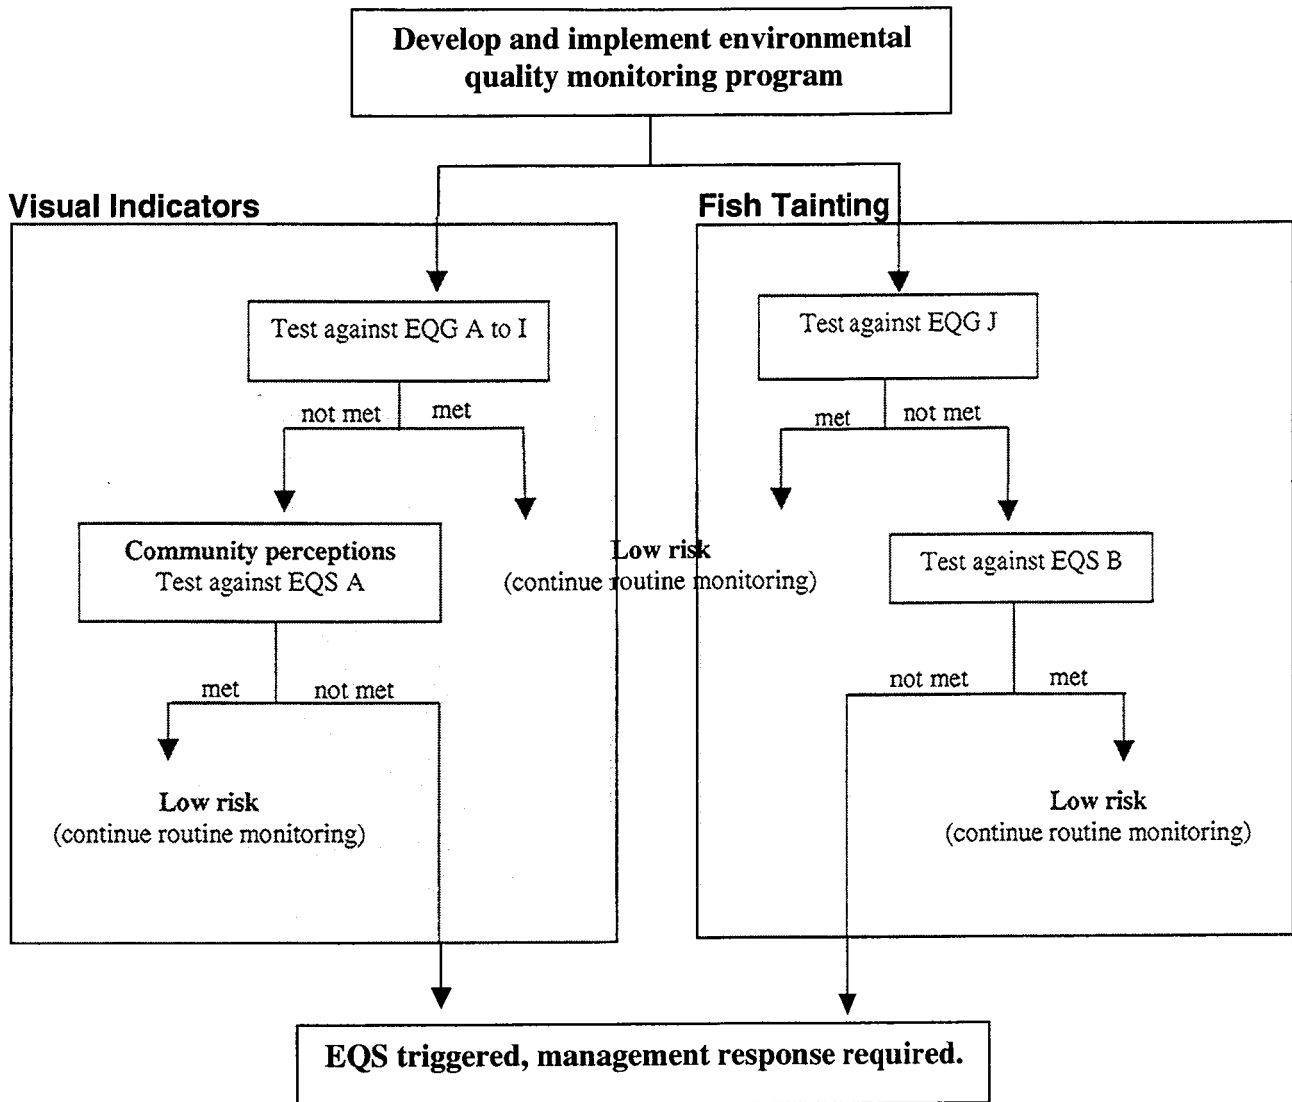 Develop and implement environmental
quality monitoring program
Visual Indicators
Fish Tainting
Test against EQG A to I
Test against EQG J
not met
met
met
not met
Community perceptions
Test against EQS A
Low risk
(continue routine monitoring)
Test against EQS B
met
not met
not met
met
Low risk
(continue routine monitoring)
Low risk
(continue routine monitoring)
EQS triggered, management response required.